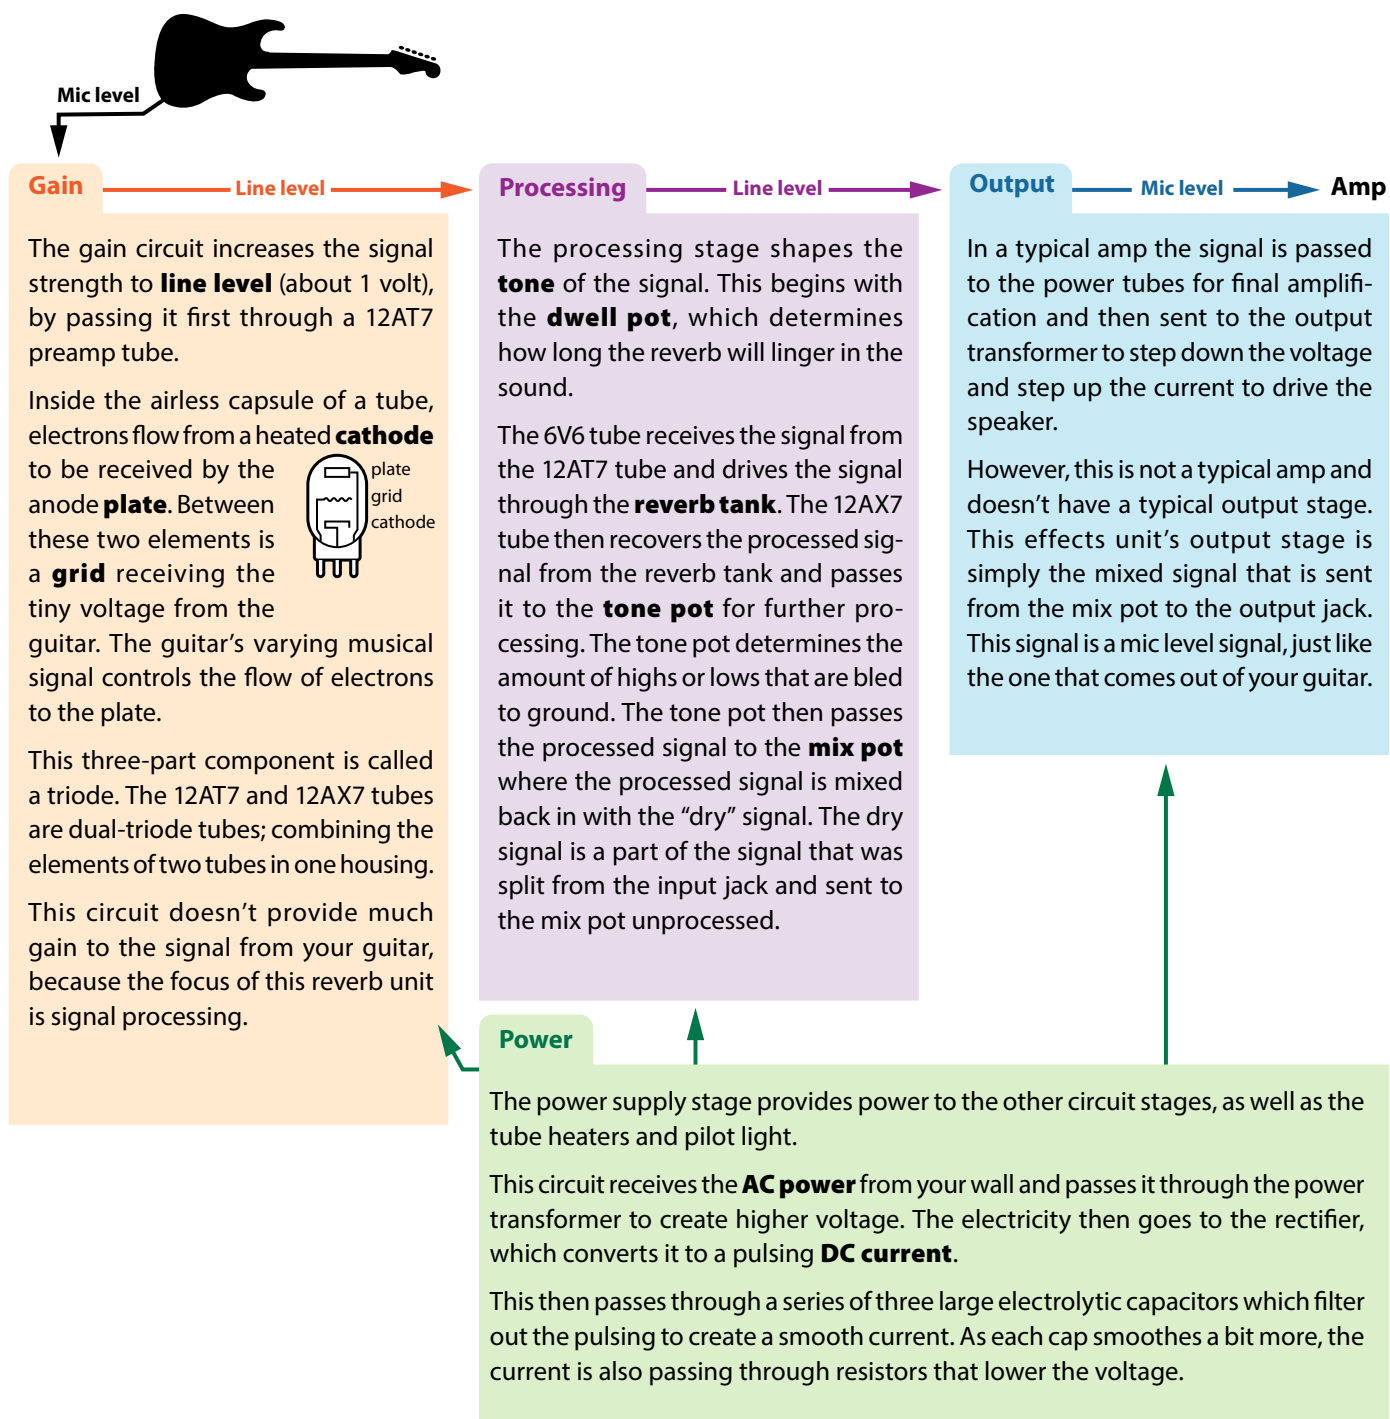 Mic level
Gain
Line level
Processing
Line level
Output
Mic level
Amp
The gain circuit increases the signal
strength to line level (about 1 volt),
by passing it first through a 12AT7
preamp tube.
Inside the airless capsule of a tube,
electrons flow from a heated cathode
to be received by the
anode plate. Between
these two elements is
a grid receiving the
tiny voltage from the
guitar. The guitar’s varying musical
signal controls the flow of electrons
to the plate.
plate
grid
cathode
This three-part component is called
a triode. The 12AT7 and 12AX7 tubes
are dual-triode tubes; combining the
elements of two tubes in one housing.
This circuit doesn’t provide much
gain to the signal from your guitar,
because the focus of this reverb unit
is signal processing.
The processing stage shapes the
tone of the signal. This begins with
the dwell pot, which determines
how long the reverb will linger in the
sound.
The 6V6 tube receives the signal from
the 12AT7 tube and drives the signal
through the reverb tank. The 12AX7
tube then recovers the processed sig-
nal from the reverb tank and passes
it to the tone pot for further pro-
cessing. The tone pot determines the
amount of highs or lows that are bled
to ground. The tone pot then passes
the processed signal to the mix pot
where the processed signal is mixed
back in with the “dry” signal. The dry
signal is a part of the signal that was
split from the input jack and sent to
the mix pot unprocessed.
In a typical amp the signal is passed
to the power tubes for final amplifi-
cation and then sent to the output
transformer to step down the voltage
and step up the current to drive the
speaker.
However, this is not a typical amp and
doesn’t have a typical output stage.
This effects unit’s output stage is
simply the mixed signal that is sent
from the mix pot to the output jack.
This signal is a mic level signal, just like
the one that comes out of your guitar.
Power
The power supply stage provides power to the other circuit stages, as well as the
tube heaters and pilot light.
This circuit receives the AC power from your wall and passes it through the power
transformer to create higher voltage. The electricity then goes to the rectifier,
which converts it to a pulsing DC current.
This then passes through a series of three large electrolytic capacitors which filter
out the pulsing to create a smooth current. As each cap smoothes a bit more, the
current is also passing through resistors that lower the voltage.